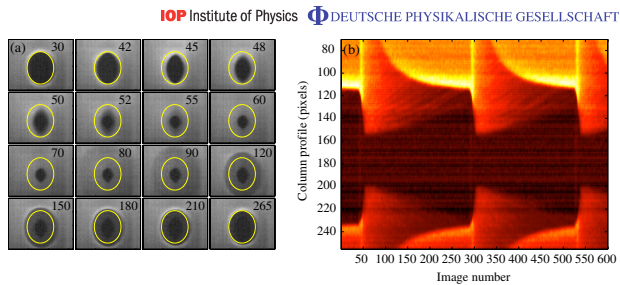 IOP Institute of Physics ΦDEUTSCHE PHYSIKALISCHE GESELLSCHAFT
(a) 30 42 45 48
50 52 55 60
70 80 90 120
150 180 210 265
(b)
Column profile (pixels)
80
100
120
140
160
180
200
220
240
50 100 150 200 250 300 350 400 450 500 550 600
Image number